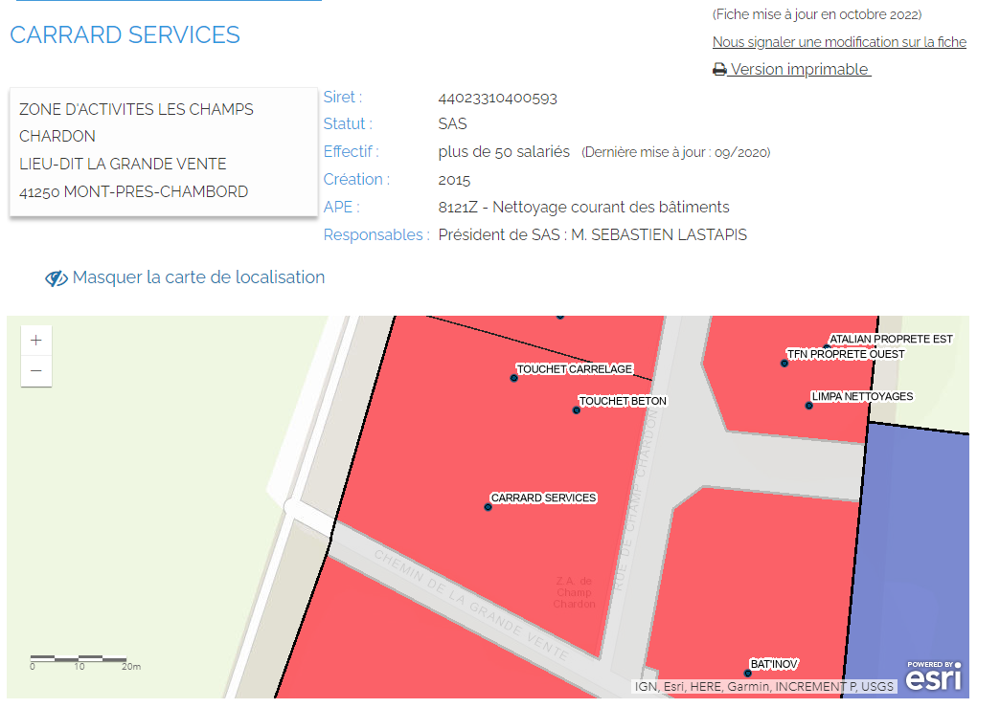 (Fiche mise à jour en octobre 2022)
CARRARD SERVICES
Nous signaler une modification sur la fiche
Version imprimable
ZONE D'ACTIVITES LES CHAMPS
CHARDON
LIEU-DIT LA GRANDE VENTE
41250 MONT-PRES-CHAMBORD
Siret : 44023310400593
Statut : SAS
Effectif : plus de 50 salariés (Dernière mise à jour : 09/2020)
Création : 2015
APE : 8121Z - Nettoyage courant des bâtiments
Responsables : Président de SAS : M. SEBASTIEN LASTAPIS
Masquer la carte de localisation
+
−
ATALIAN PROPRETE EST
TFN PROPRETE OUEST
TOUCHET CARRELAGE
LIMPA NETTOYAGES
TOUCHET BETON
RUE DE CHAMP CHARDON
CARRARD SERVICES
CHEMIN DE LA GRANDE VENTE
Z.A. de
Champ
Chardon
BAT'INOV
0 10 20m
POWERED BY
esri
IGN, Esri, HERE, Garmin, INCREMENT P, USGS